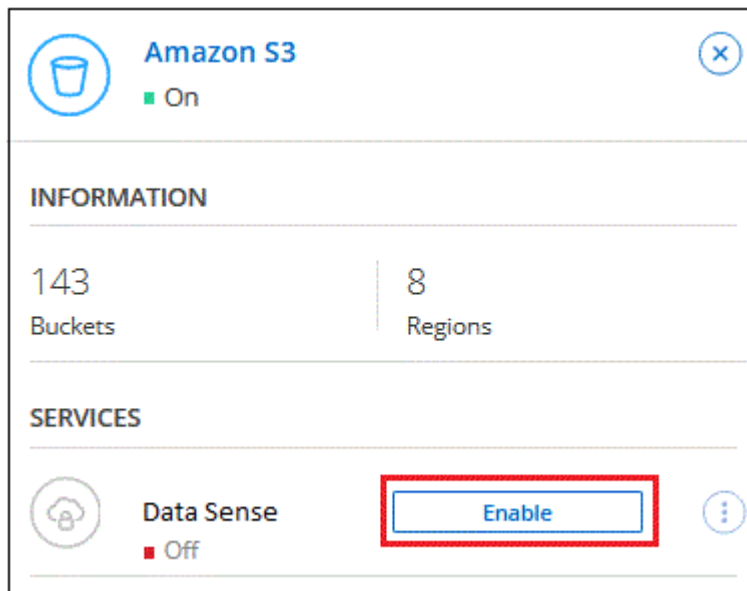 Amazon S3
On
INFORMATION
143
Buckets
8
Regions
SERVICES
Data Sense
Off
Enable